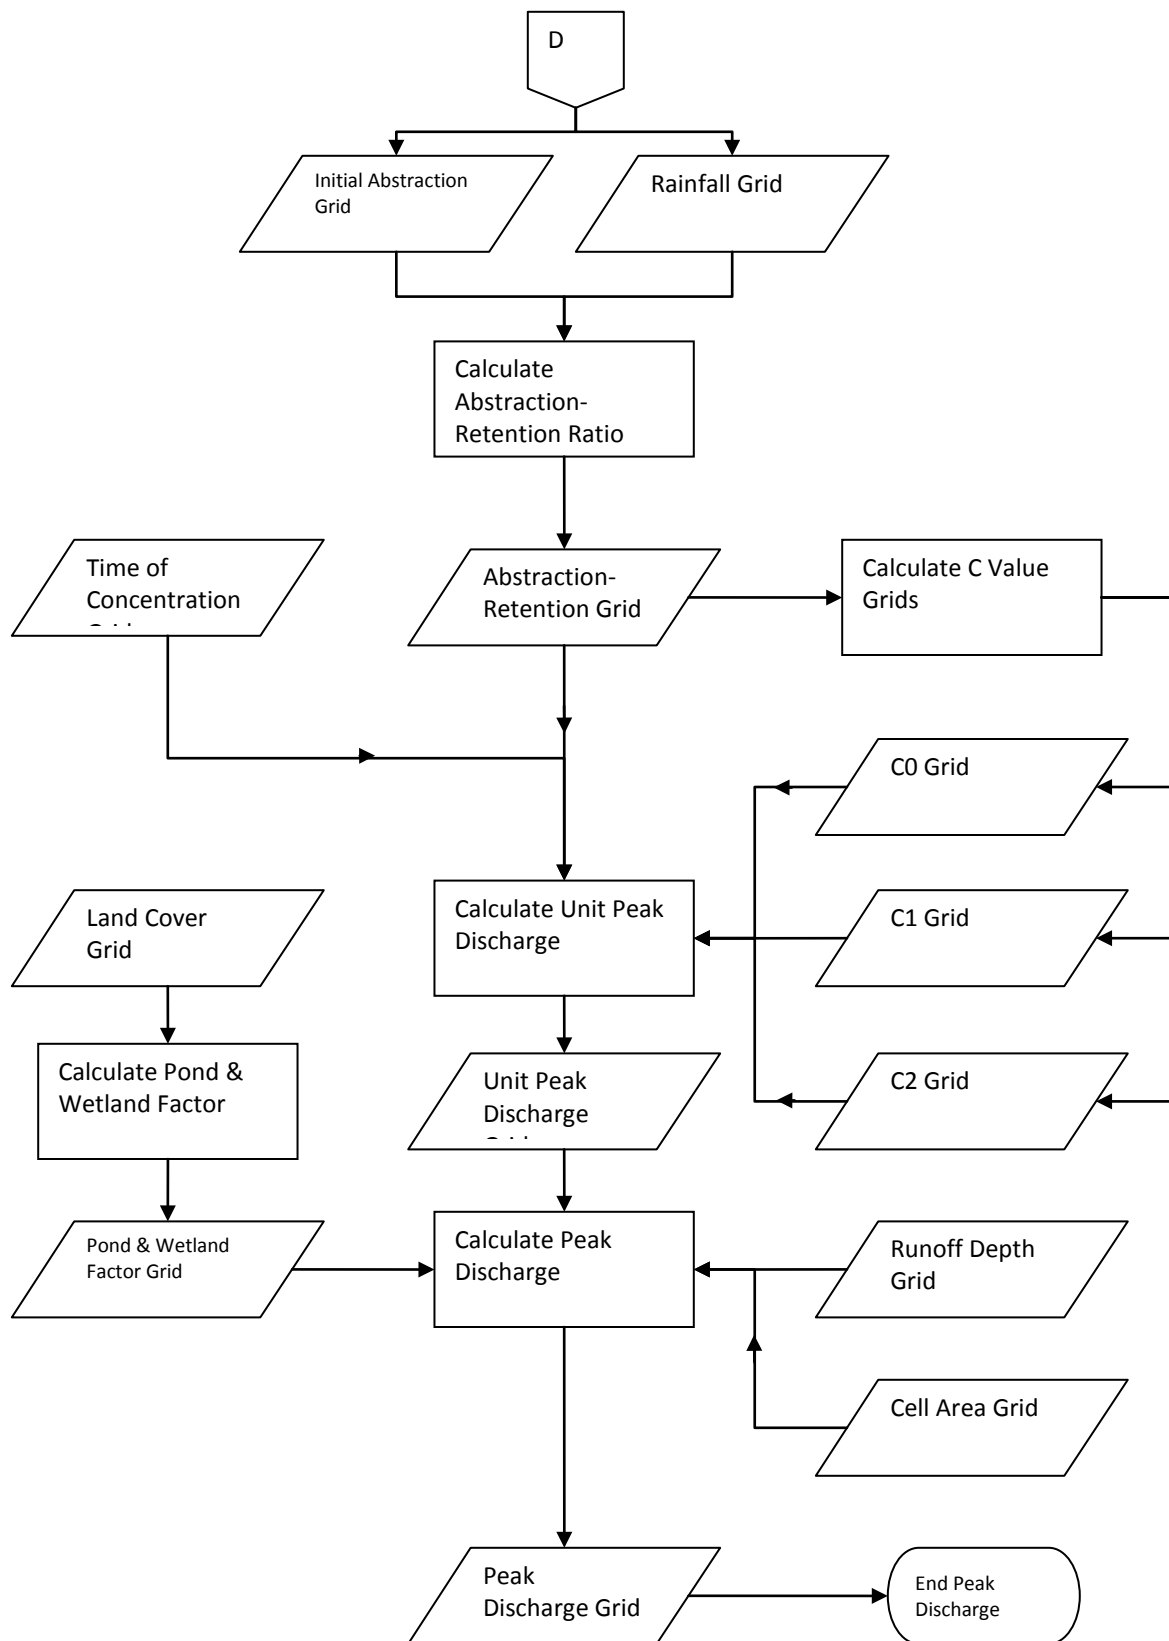 D
Initial Abstraction
Grid
Rainfall Grid
Calculate
Abstraction-
Retention Ratio
Time of
Concentration
Abstraction-
Retention Grid
Calculate C Value
Grids
C0 Grid
Land Cover
Grid
Calculate Unit Peak
Discharge
C1 Grid
Calculate Pond &
Wetland Factor
Unit Peak
Discharge
C2 Grid
Pond & Wetland
Factor Grid
Calculate Peak
Discharge
Runoff Depth
Grid
Cell Area Grid
Peak
Discharge Grid
End Peak
Discharge